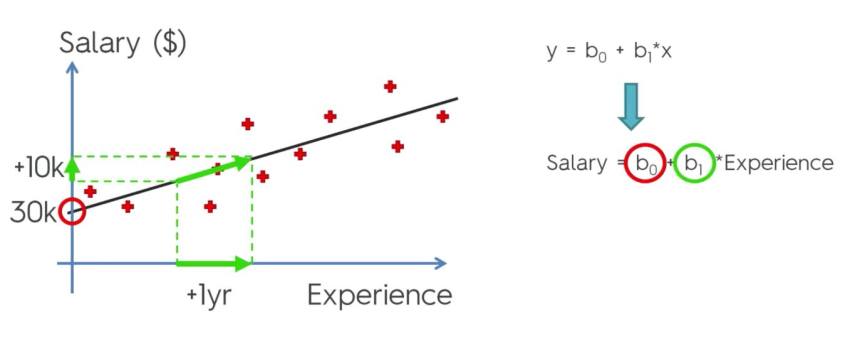 Salary ($)
+10k
30k
+1yr
Experience
y = b₀ + b₁*x
Salary = b₀ + b₁ *Experience